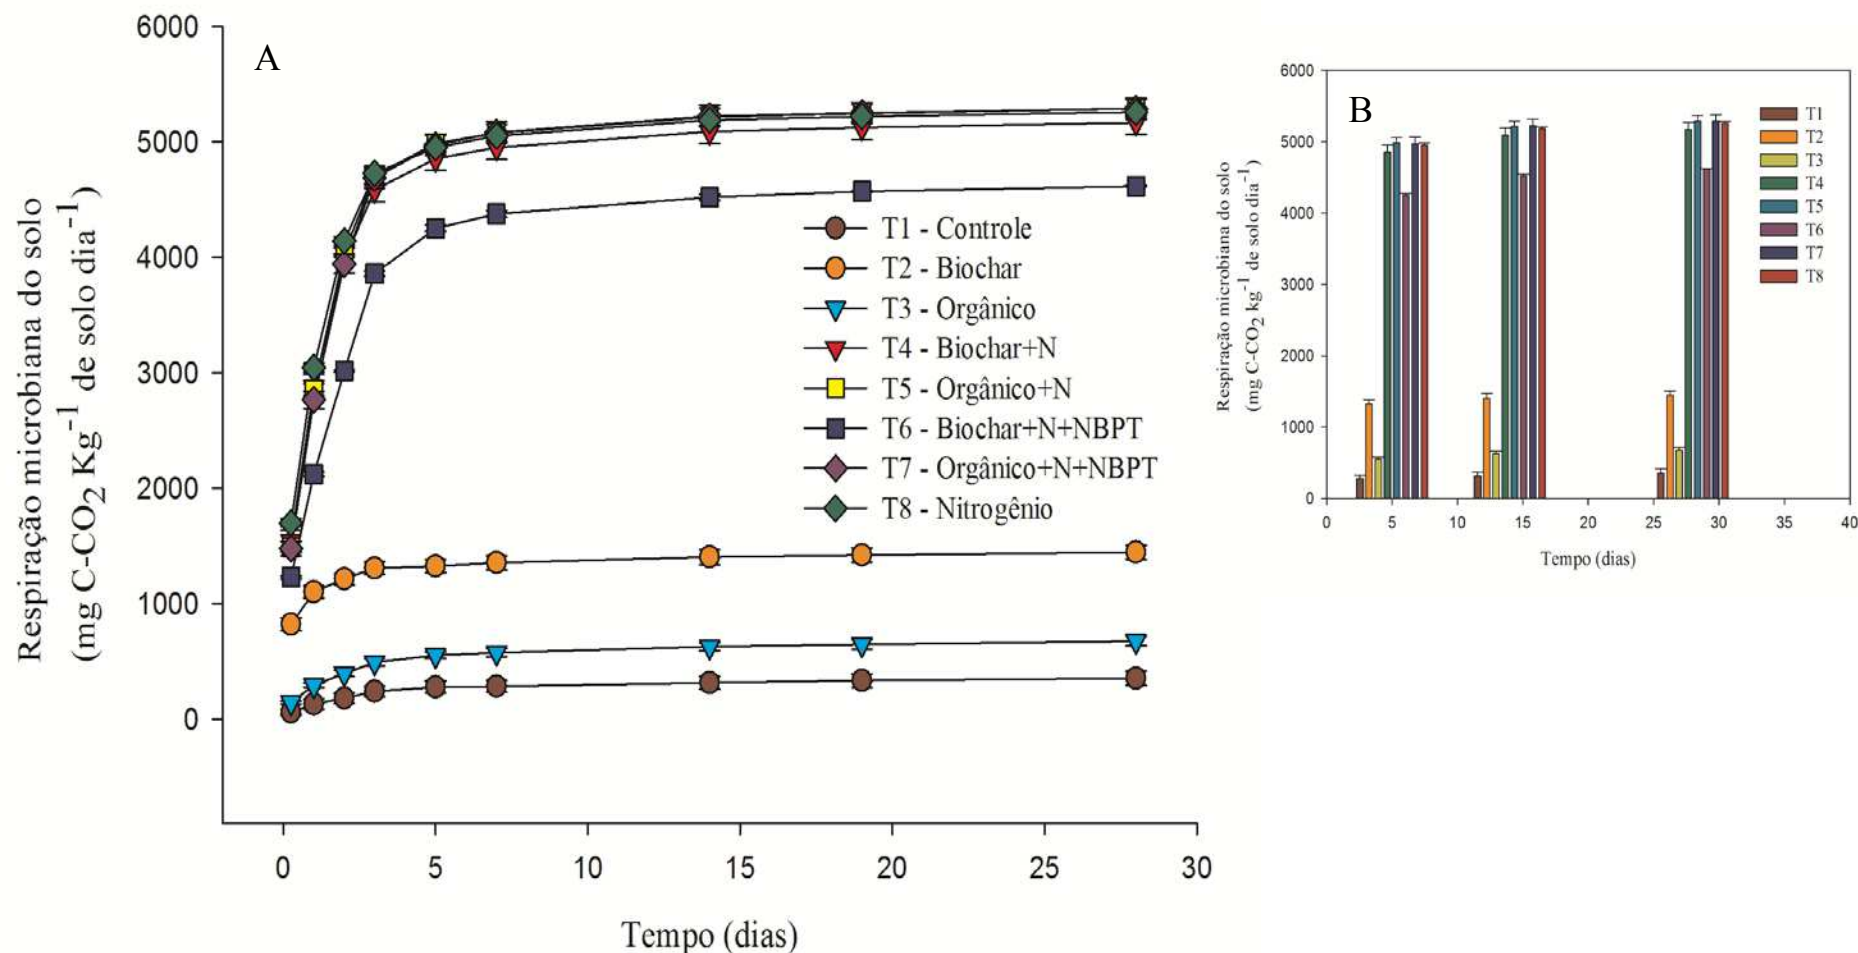 A
6000
5000
4000
3000
2000
1000
0
Respiração microbiana do solo
(mg C-CO2 Kg-1 de solo dia-1)
T1 - Controle
T2 - Biochar
T3 - Orgânico
T4 - Biochar+N
T5 - Orgânico+N
T6 - Biochar+N+NBPT
T7 - Orgânico+N+NBPT
T8 - Nitrogênio
0 5 10 15 20 25 30
Tempo (dias)
B
6000
5000
4000
3000
2000
1000
0
Respiração microbiana do solo
(mg C-CO2 kg-1 de solo dia-1)
T1
T2
T3
T4
T5
T6
T7
T8
0 5 10 15 20 25 30 35 40
Tempo (dias)